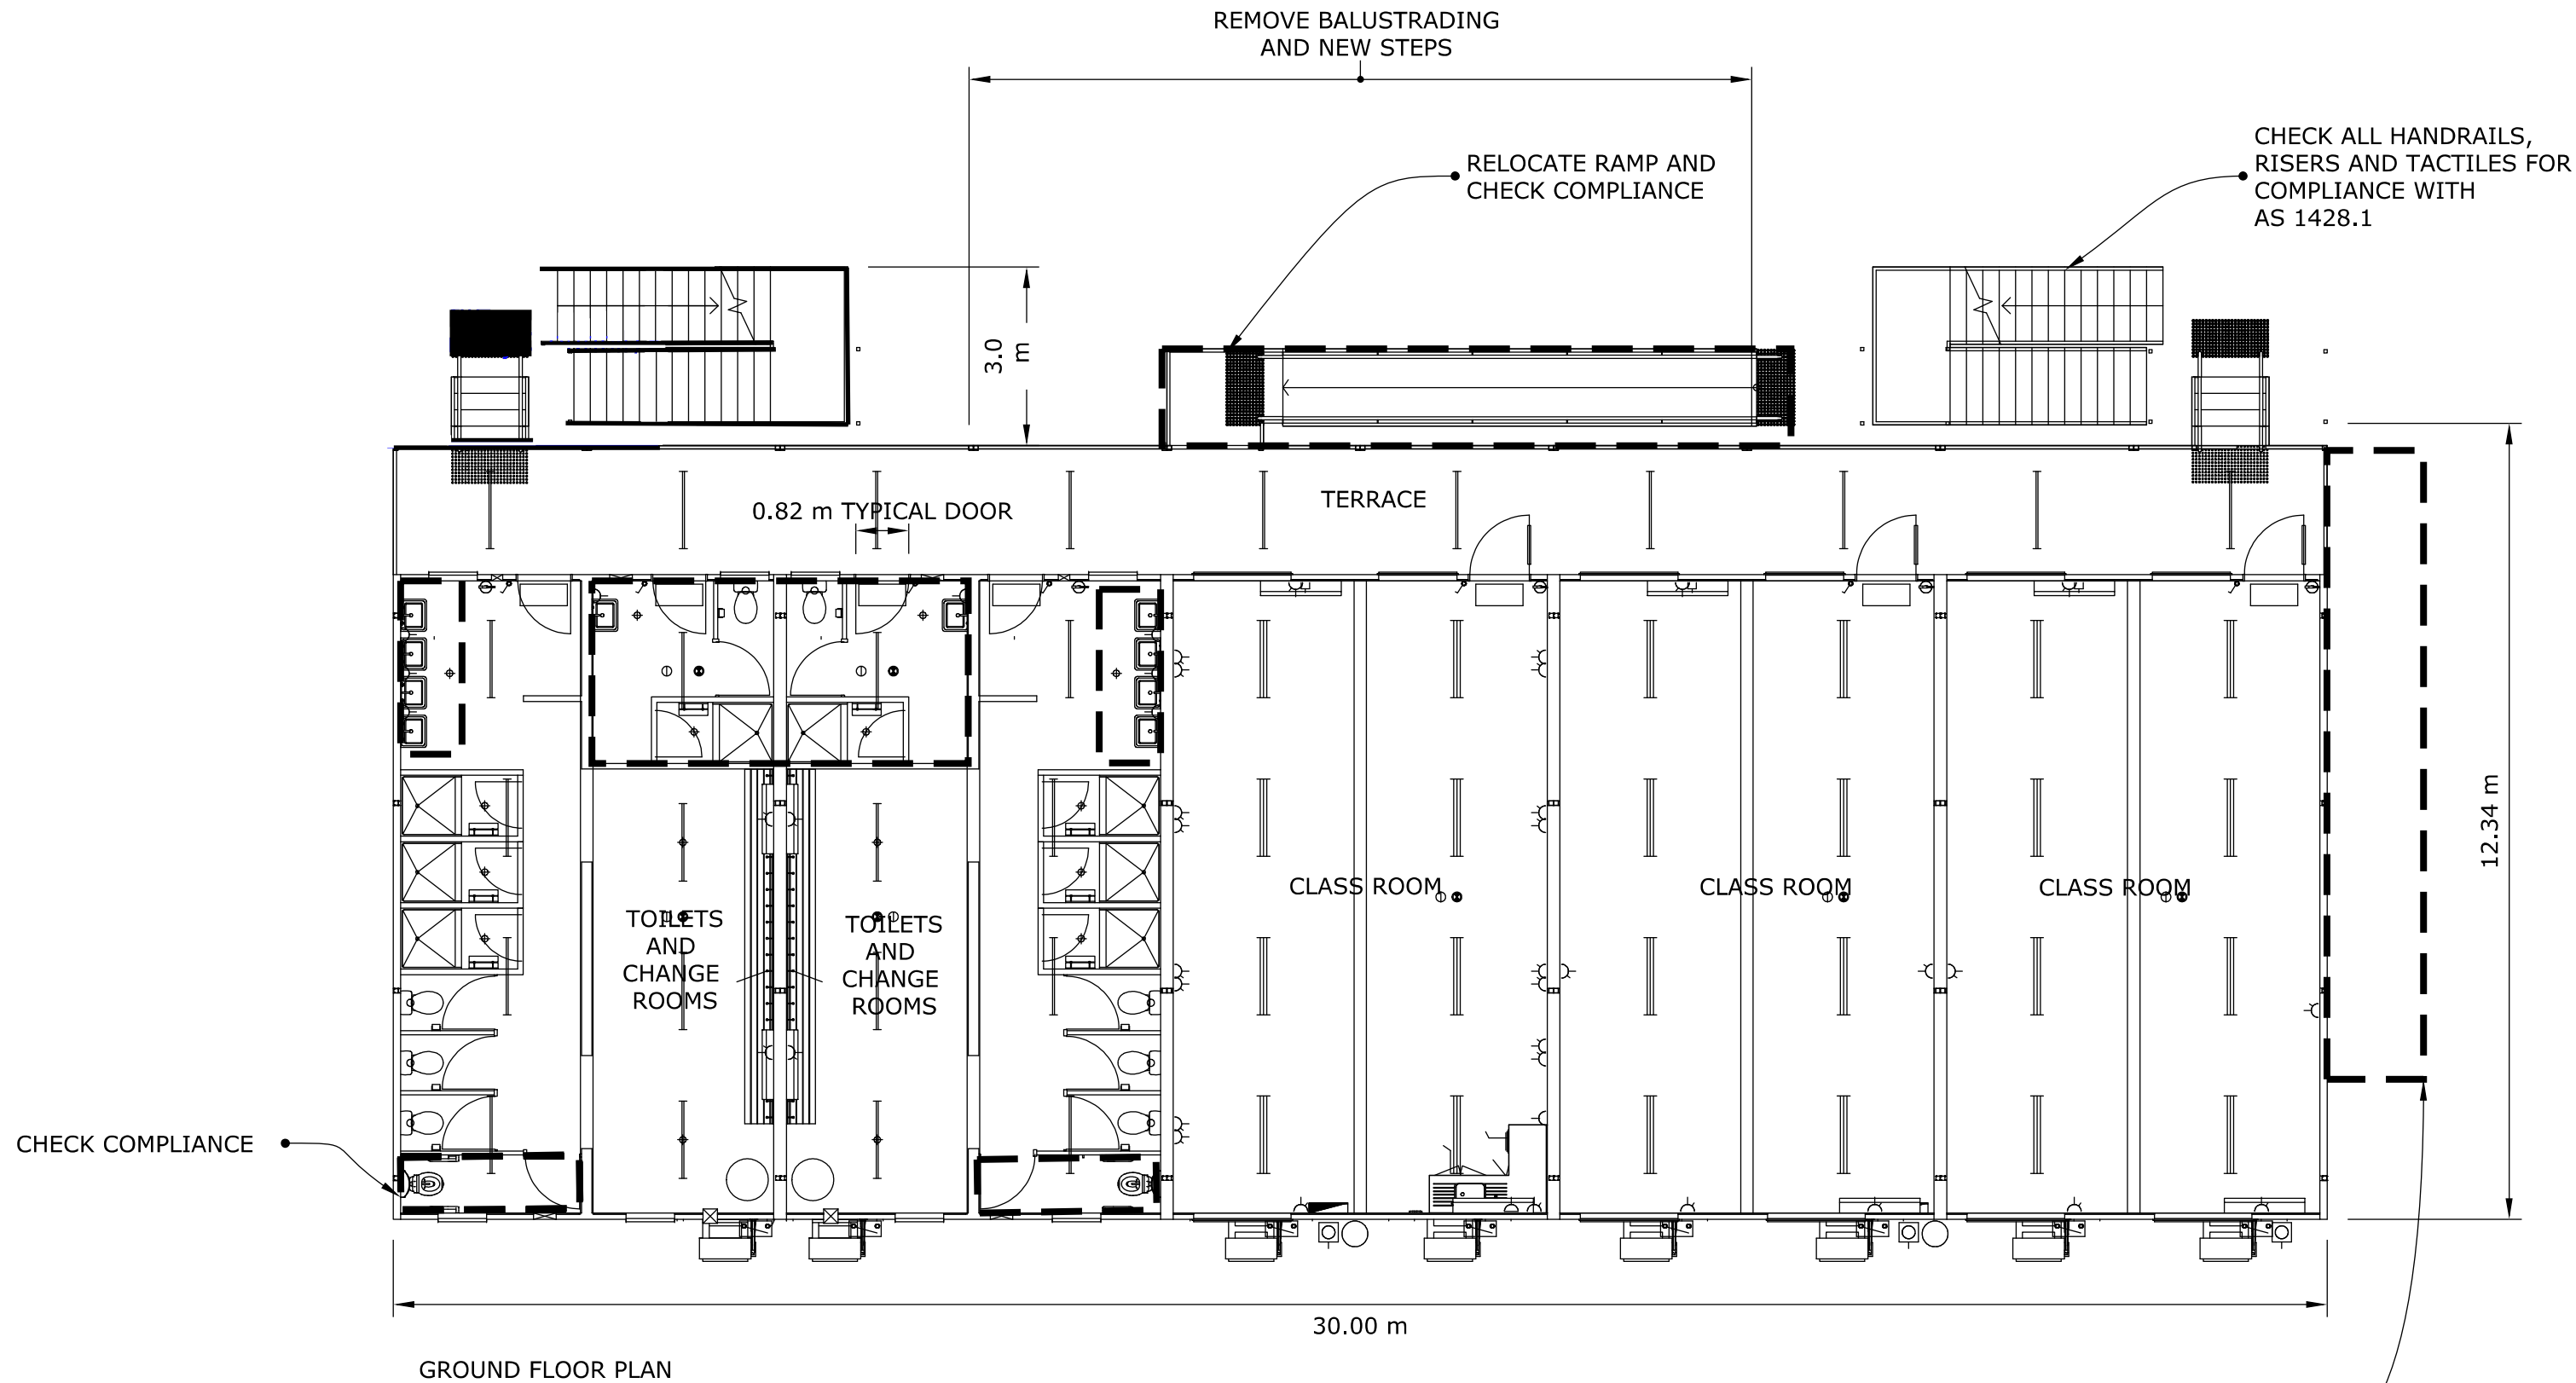 REMOVE BALUSTRADING
AND NEW STEPS
CHECK ALL HANDRAILS,
RISERS AND TACTILES FOR
COMPLIANCE WITH
AS 1428.1
RELOCATE RAMP AND
CHECK COMPLIANCE
3.0
m
TERRACE
0.82 m TYPICAL DOOR
12.34 m
CLASS ROOM
CLASS ROOM
CLASS ROOM
TOILETS
AND
CHANGE
ROOMS
TOILETS
AND
CHANGE
ROOMS
CHECK COMPLIANCE
30.00 m
GROUND FLOOR PLAN